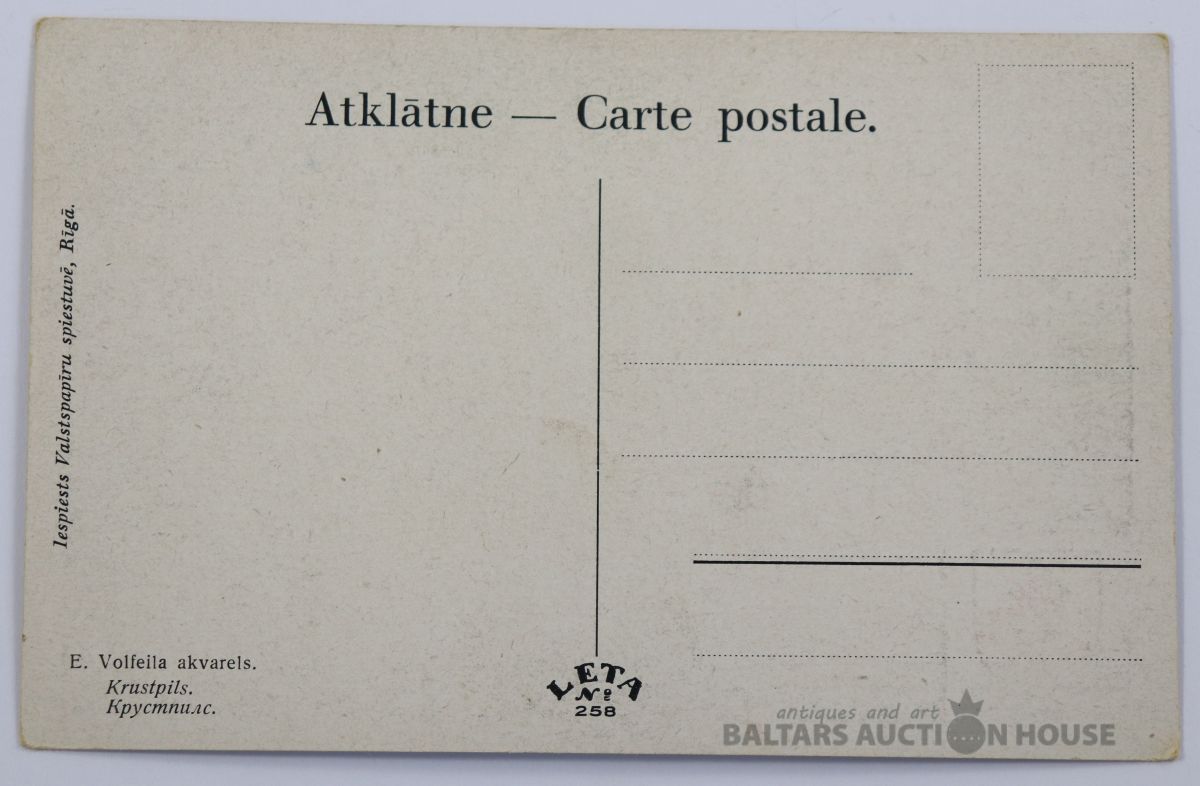 Atklātne — Carte postale.
Iespiests Valstspapīru spiestuvē, Rīgā.
E. Volfeila akvarels.
Krustpils.
Крустпилс.
LETA
№
258
antiques and art
BALTARS AUCTION HOUSE